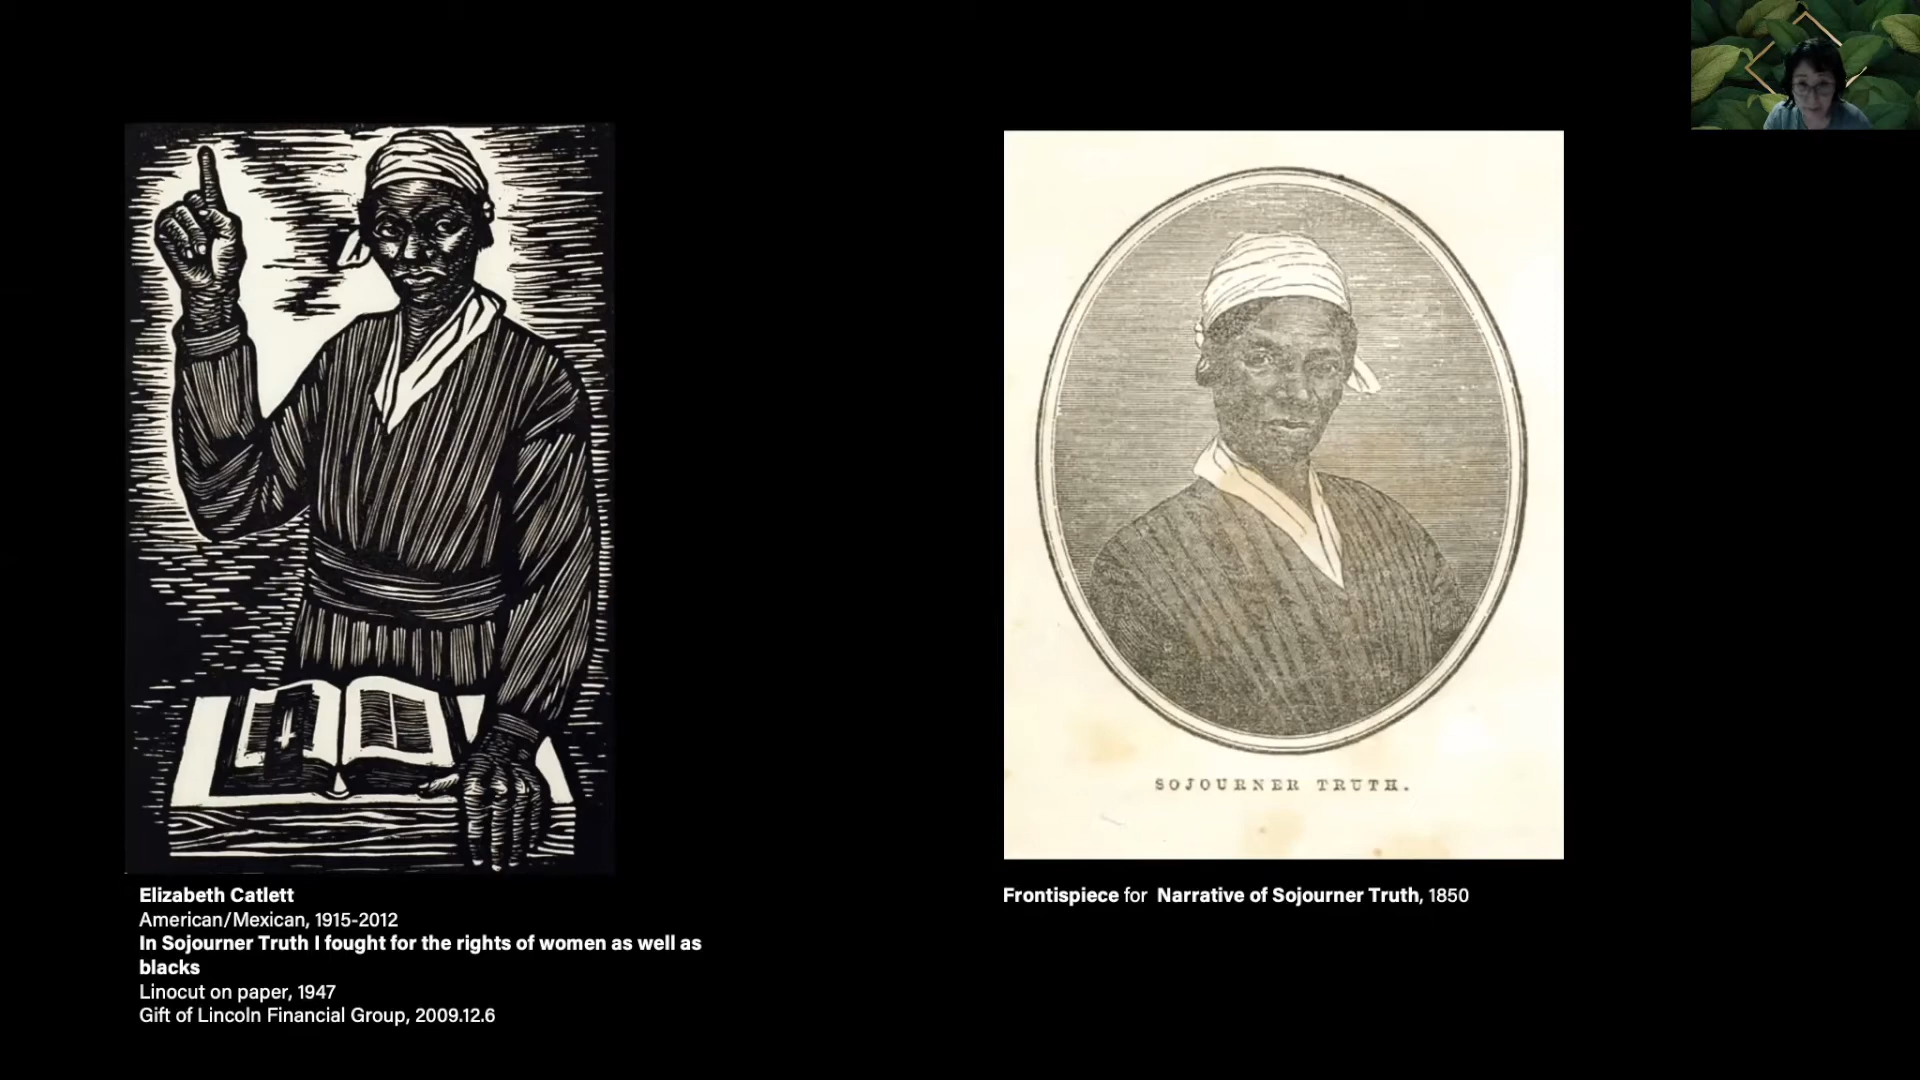 SOJOURNER TRUTH.
Elizabeth Catlett
American/Mexican, 1915-2012
In Sojourner Truth I fought for the rights of women as well as
blacks
Linocut on paper, 1947
Gift of Lincoln Financial Group, 2009.12.6
Frontispiece for Narrative of Sojourner Truth, 1850